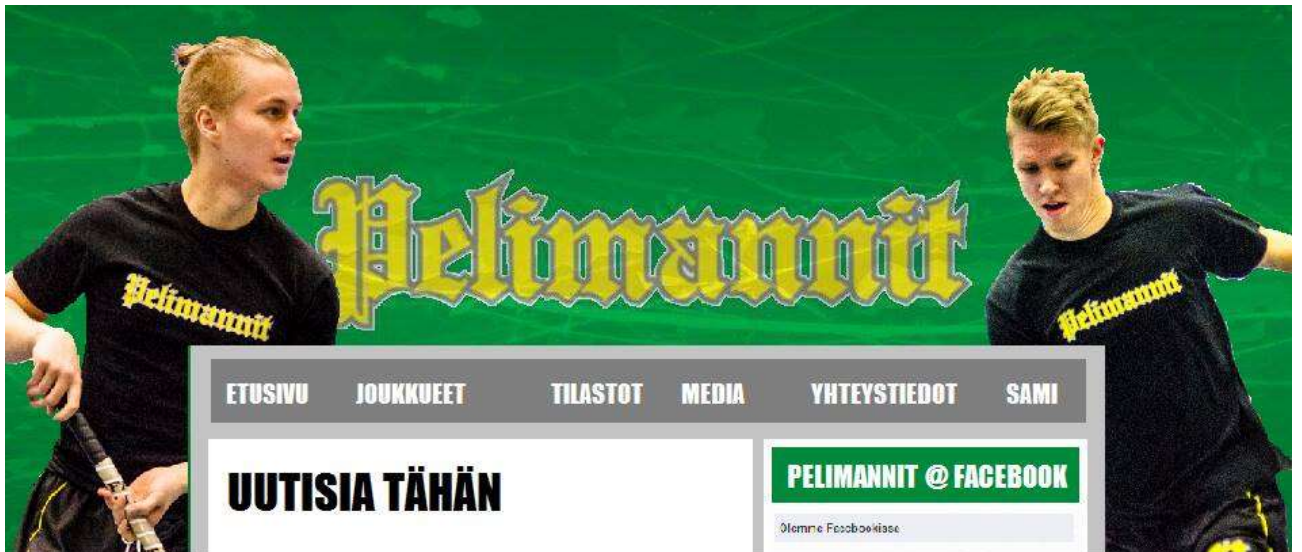 Pelimannit
Pelimannit
Pelimannit
ETUSIVU JOUKKUEET TILASTOT MEDIA YHTEYSTIEDOT SAMI
UUTISIA TÄHÄN
PELIMANNIT @ FACEBOOK
Olemme Facebookissa